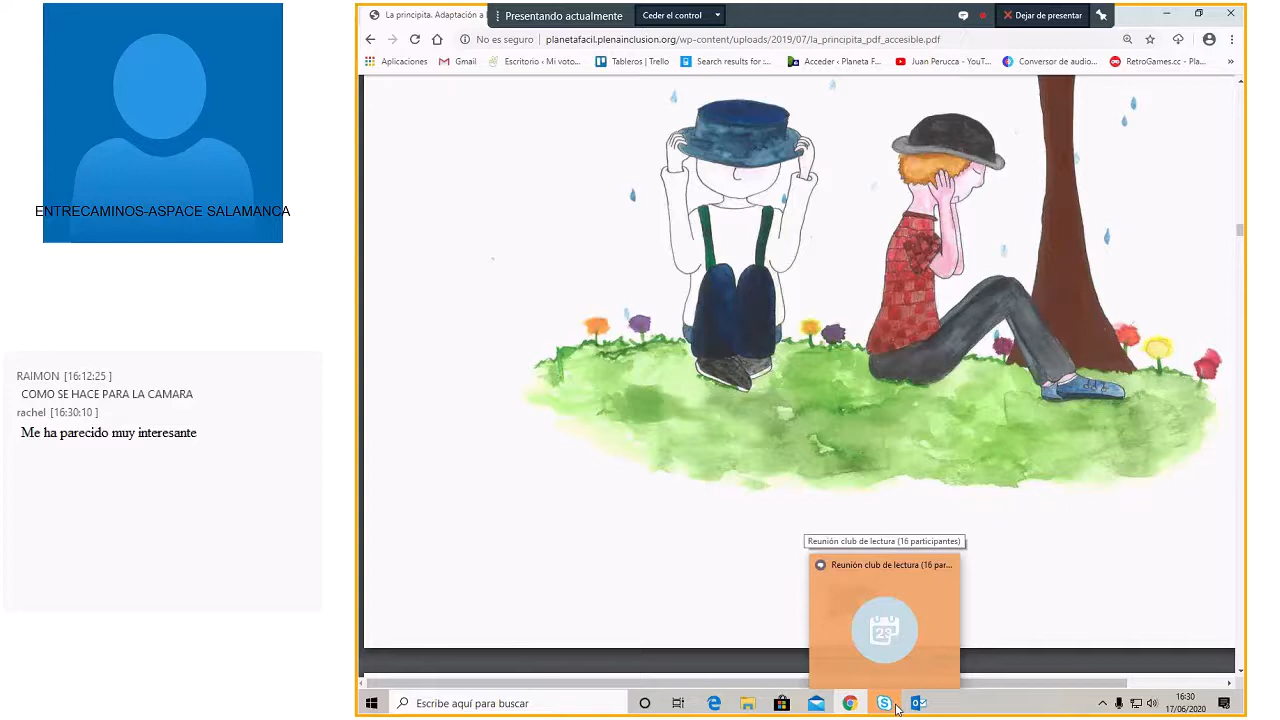 ENTRECAMINOS-ASPACE SALAMANCA
RAIMON [16:12:25 ]
COMO SE HACE PARA LA CAMARA
rachel [16:30:10 ]
Me ha parecido muy interesante
La principita. Adaptación a l
Presentando actualmente
Ceder el control
Dejar de presentar
No es seguro | planetafacil.plenainclusion.org/wp-content/uploads/2019/07/la_principita_pdf_accesible.pdf
Aplicaciones
Gmail
Escritorio ‹ Mi voto...
Tableros | Trello
Search results for :...
Acceder ‹ Planeta F...
Juan Perucca - YouT...
Conversor de audio...
RetroGames.cc - Pla...
»
Reunión club de lectura (16 participantes)
Reunión club de lectura (16 par...
23
Escribe aquí para buscar
16:30
17/06/2020